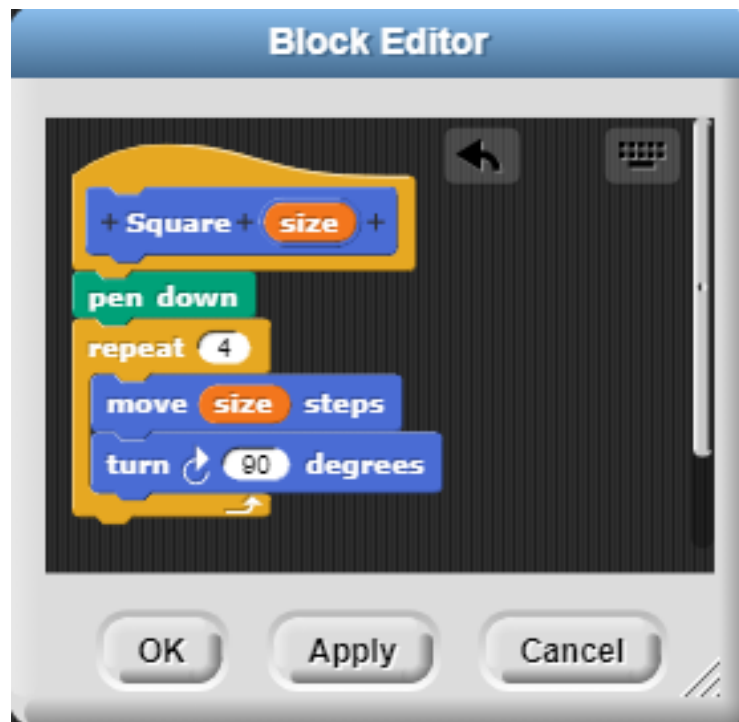 Block Editor
+ Square + size +
pen down
repeat 4
move size steps
turn 90 degrees
OK Apply Cancel